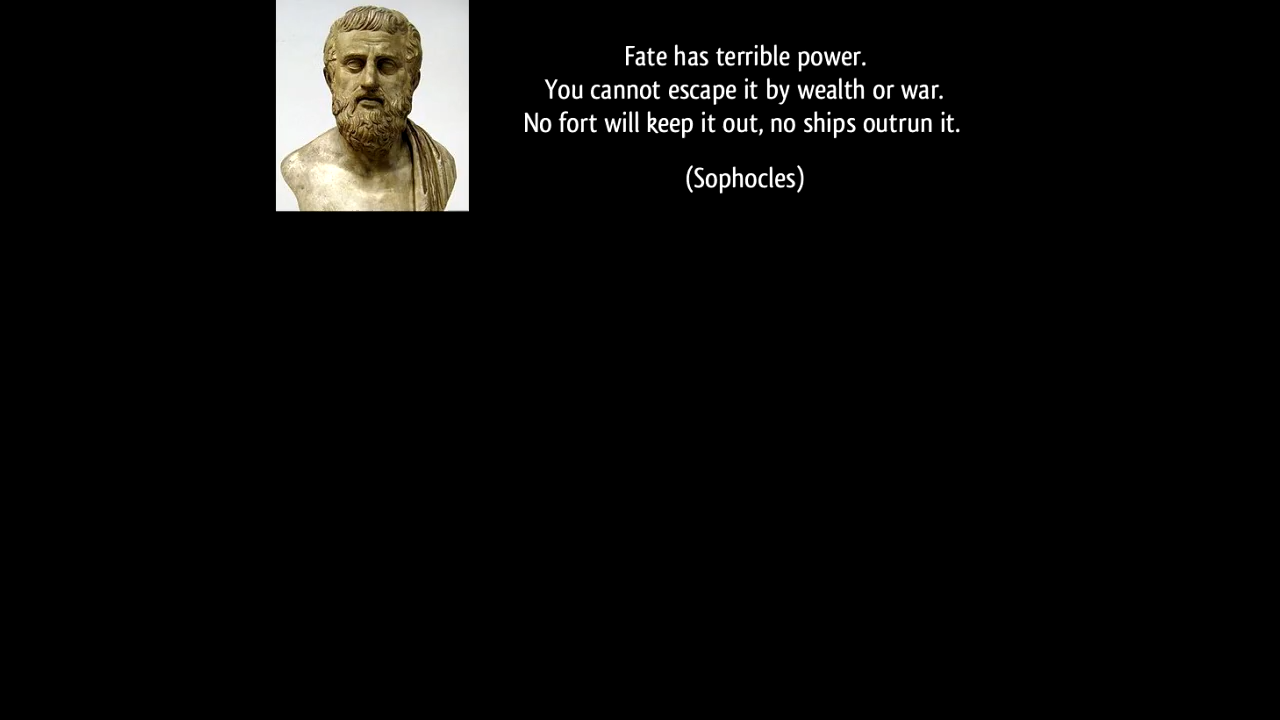 Fate has terrible power.
You cannot escape it by wealth or war.
No fort will keep it out, no ships outrun it.
(Sophocles)